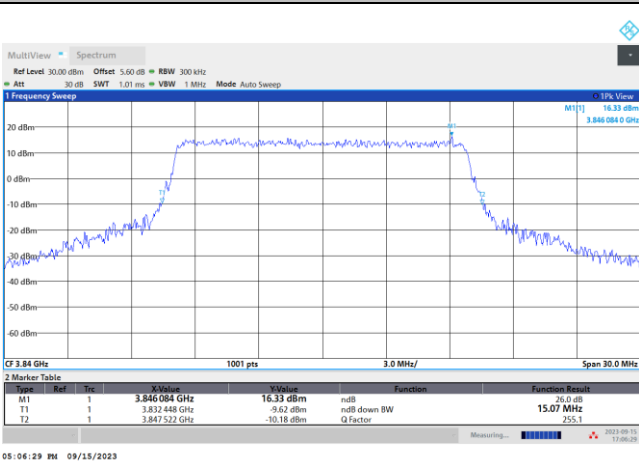 MultiView Spectrum
Ref Level 30.00 dBm Offset 5.60 dB RBW 300 kHz
Att 30 dB SWT 1.01 ms VBW 1 MHz Mode Auto Sweep
1 Frequency Sweep 1Pk View
M1[1] 16.33 dBm
3.846 084 0 GHz
M1
20 dBm
10 dBm
0 dBm
T1 T2
-10 dBm
-20 dBm
-30 dBm
-40 dBm
-50 dBm
-60 dBm
CF 3.84 GHz 1001 pts 3.0 MHz/ Span 30.0 MHz
2 Marker Table
Type Ref Trc X-Value Y-Value Function Function Result
M1 1 3.846 084 GHz 16.33 dBm ndB 26.0 dB
T1 1 3.832 448 GHz -9.62 dBm ndB down BW 15.07 MHz
T2 1 3.847 522 GHz -10.18 dBm Q Factor 255.1
Measuring... 2023-09-15
17:06:29
05:06:29 PM 09/15/2023